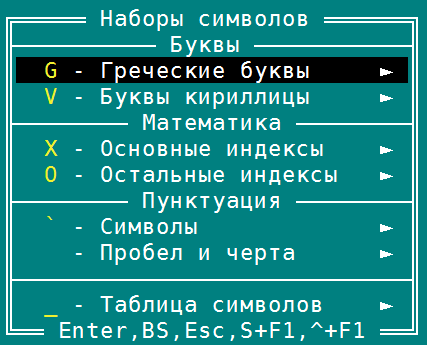 Наборы символов
Буквы
G - Греческие буквы ►
V - Буквы кириллицы ►
Математика
X - Основные индексы ►
O - Остальные индексы ►
Пунктуация
` - Символы ►
- Пробел и черта ►
_ - Таблица символов ►
Enter,BS,Esc,S+F1,^+F1